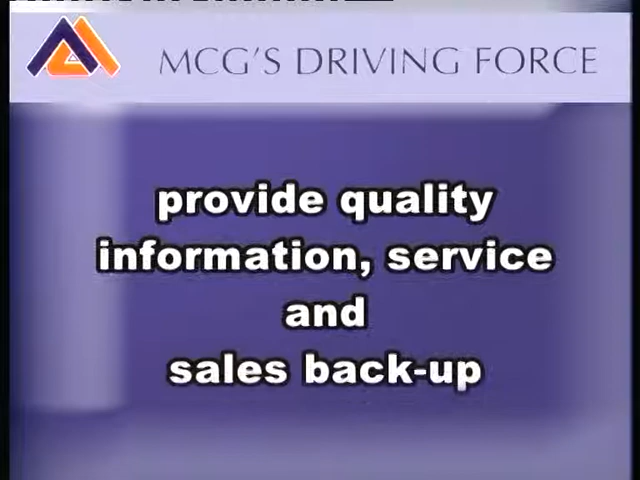 MCG'S DRIVING FORCE
provide quality
information, service
and
sales back-up